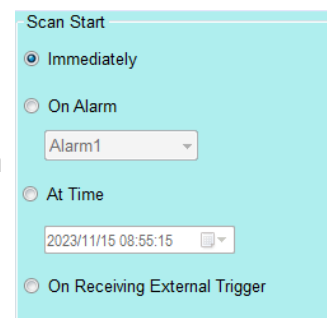 Scan Start
Immediately
On Alarm
Alarm1
At Time
2023/11/15 08:55:15
On Receiving External Trigger